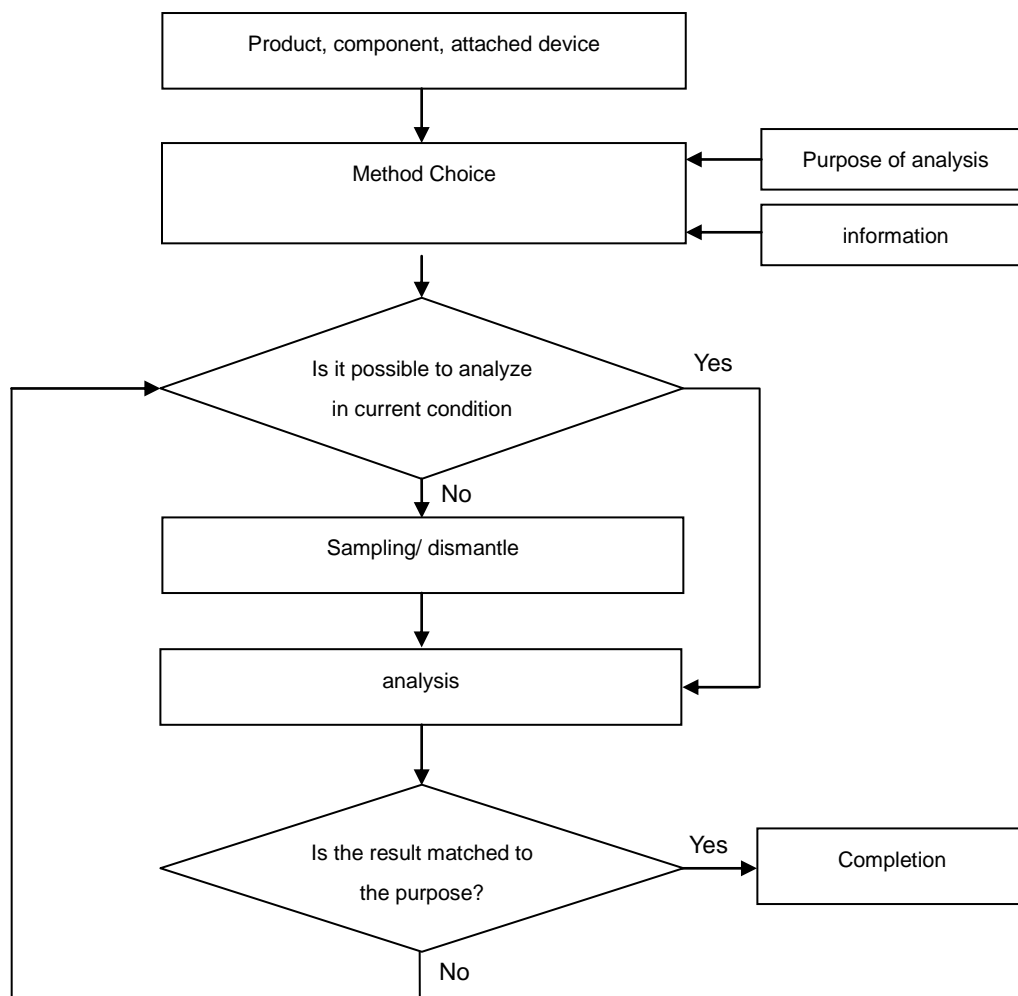 Product, component, attached device
Method Choice
Purpose of analysis
information
Is it possible to analyze
in current condition
Yes
No
Sampling/ dismantle
analysis
Is the result matched to
the purpose?
Yes
Completion
No